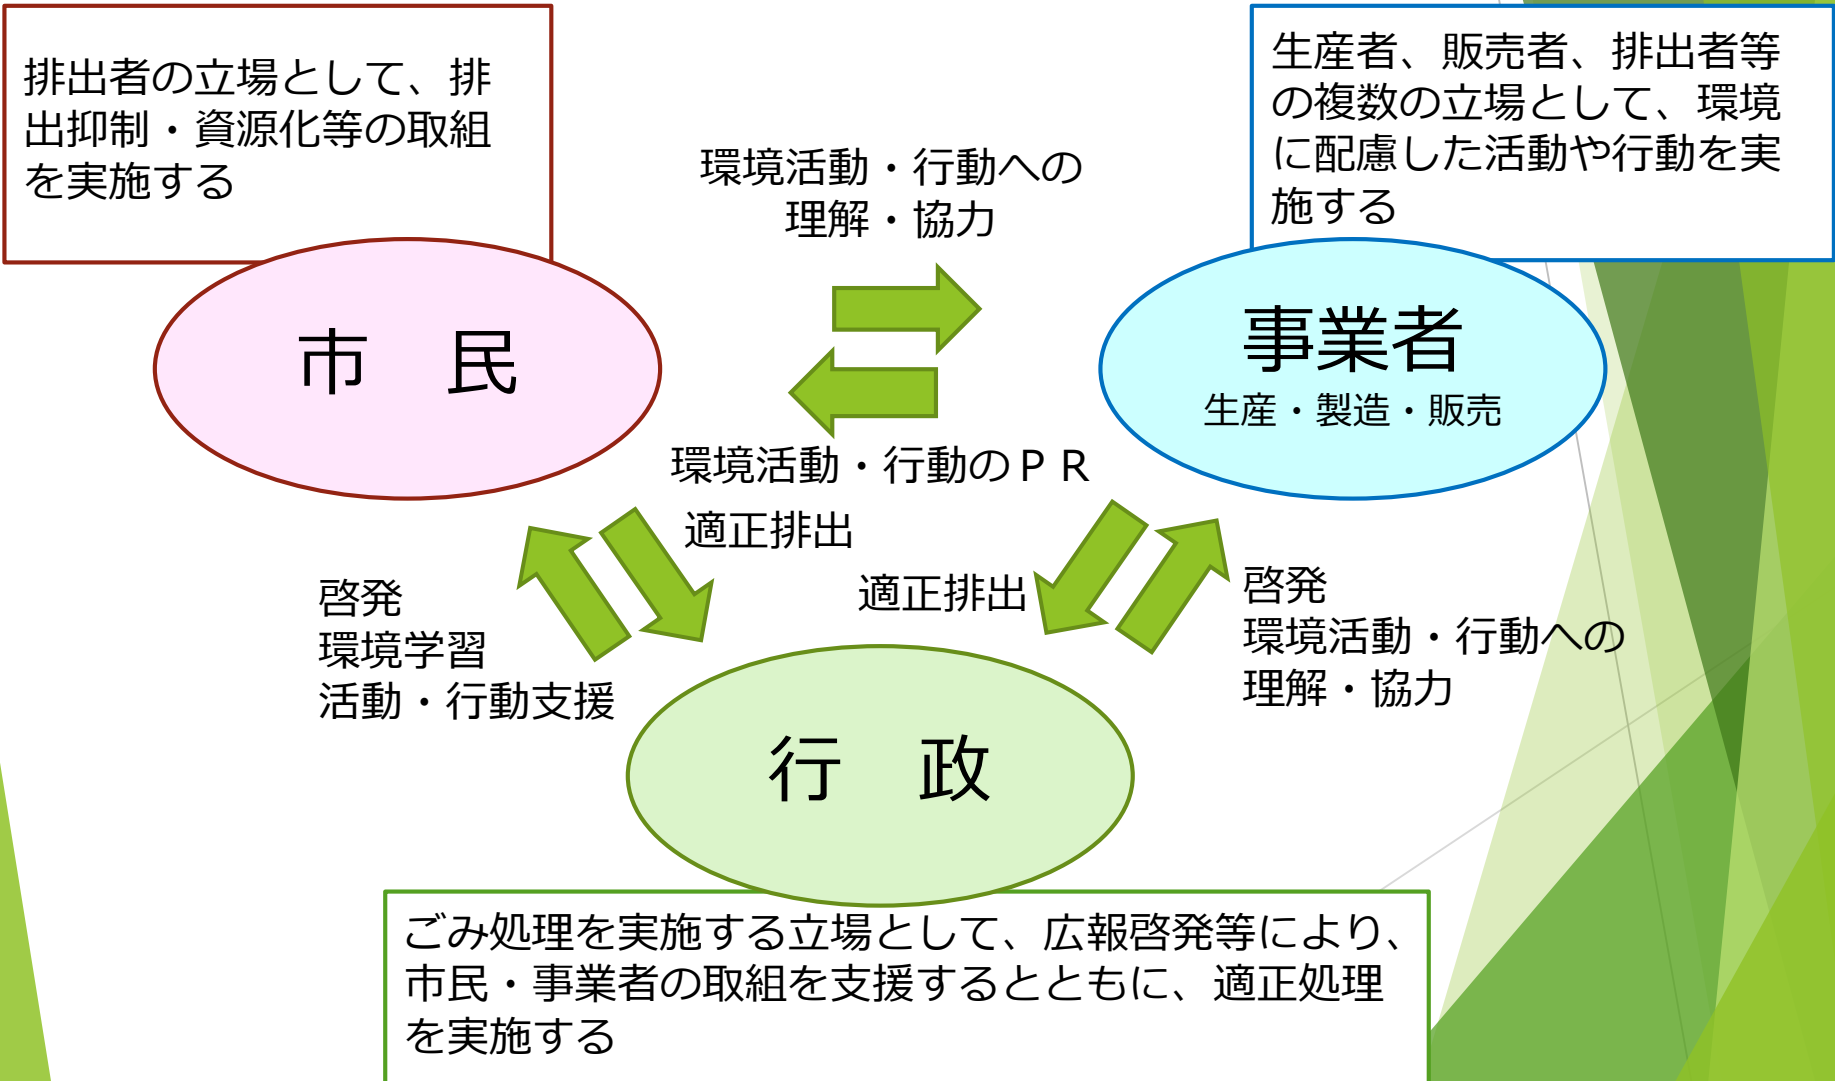 排出者の立場として、排
出抑制・資源化等の取組
を実施する
生産者、販売者、排出者等
の複数の立場として、環境
に配慮した活動や行動を実
施する
環境活動・行動への
理解・協力
市　民
事業者
生産・製造・販売
環境活動・行動のＰＲ
適正排出
適正排出
啓発
環境学習
活動・行動支援
啓発
環境活動・行動への
理解・協力
行　政
ごみ処理を実施する立場として、広報啓発等により、
市民・事業者の取組を支援するとともに、適正処理
を実施する